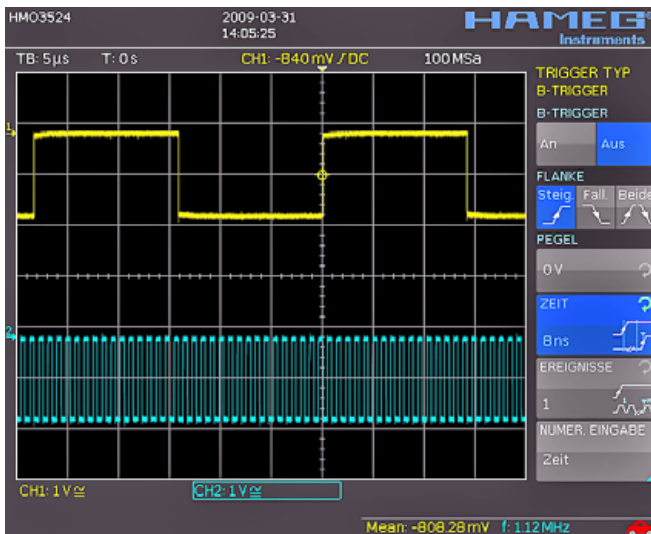 HMO3524
2009-03-31
14:05:25
HAMEG
Instruments
TB: 5µs T: 0s CH1: -840mV / DC 100MSa
TRIGGER TYP
B-TRIGGER
B-TRIGGER
An Aus
FLANKE
Steig. Fall. Beide
PEGEL
0V
ZEIT
8ns
EREIGNISSE
1
NUMER. EINGABE
Zeit
1
2
CH1: 1V≅ CH2: 1V≅
Mean: -808.28mV f: 1.12MHz